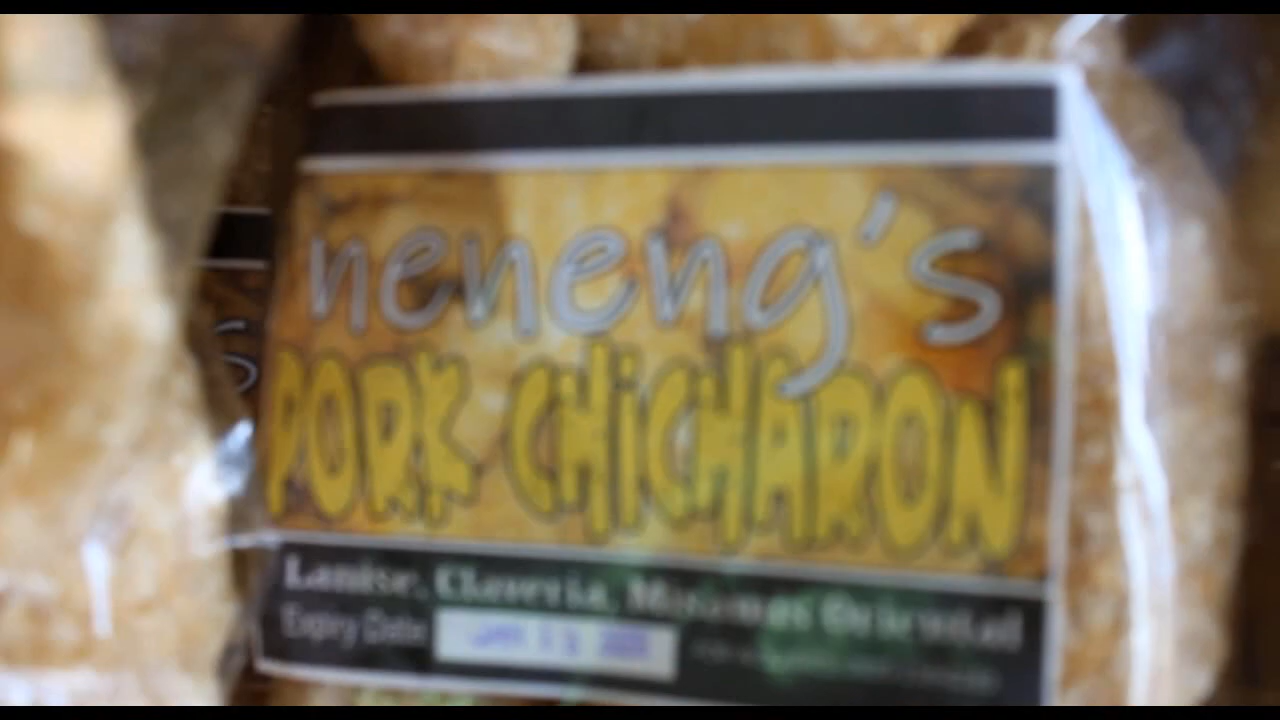 neneng's
PORK CHiCHARON
Lanise, Claveria, Misamis Oriental
Expiry Date